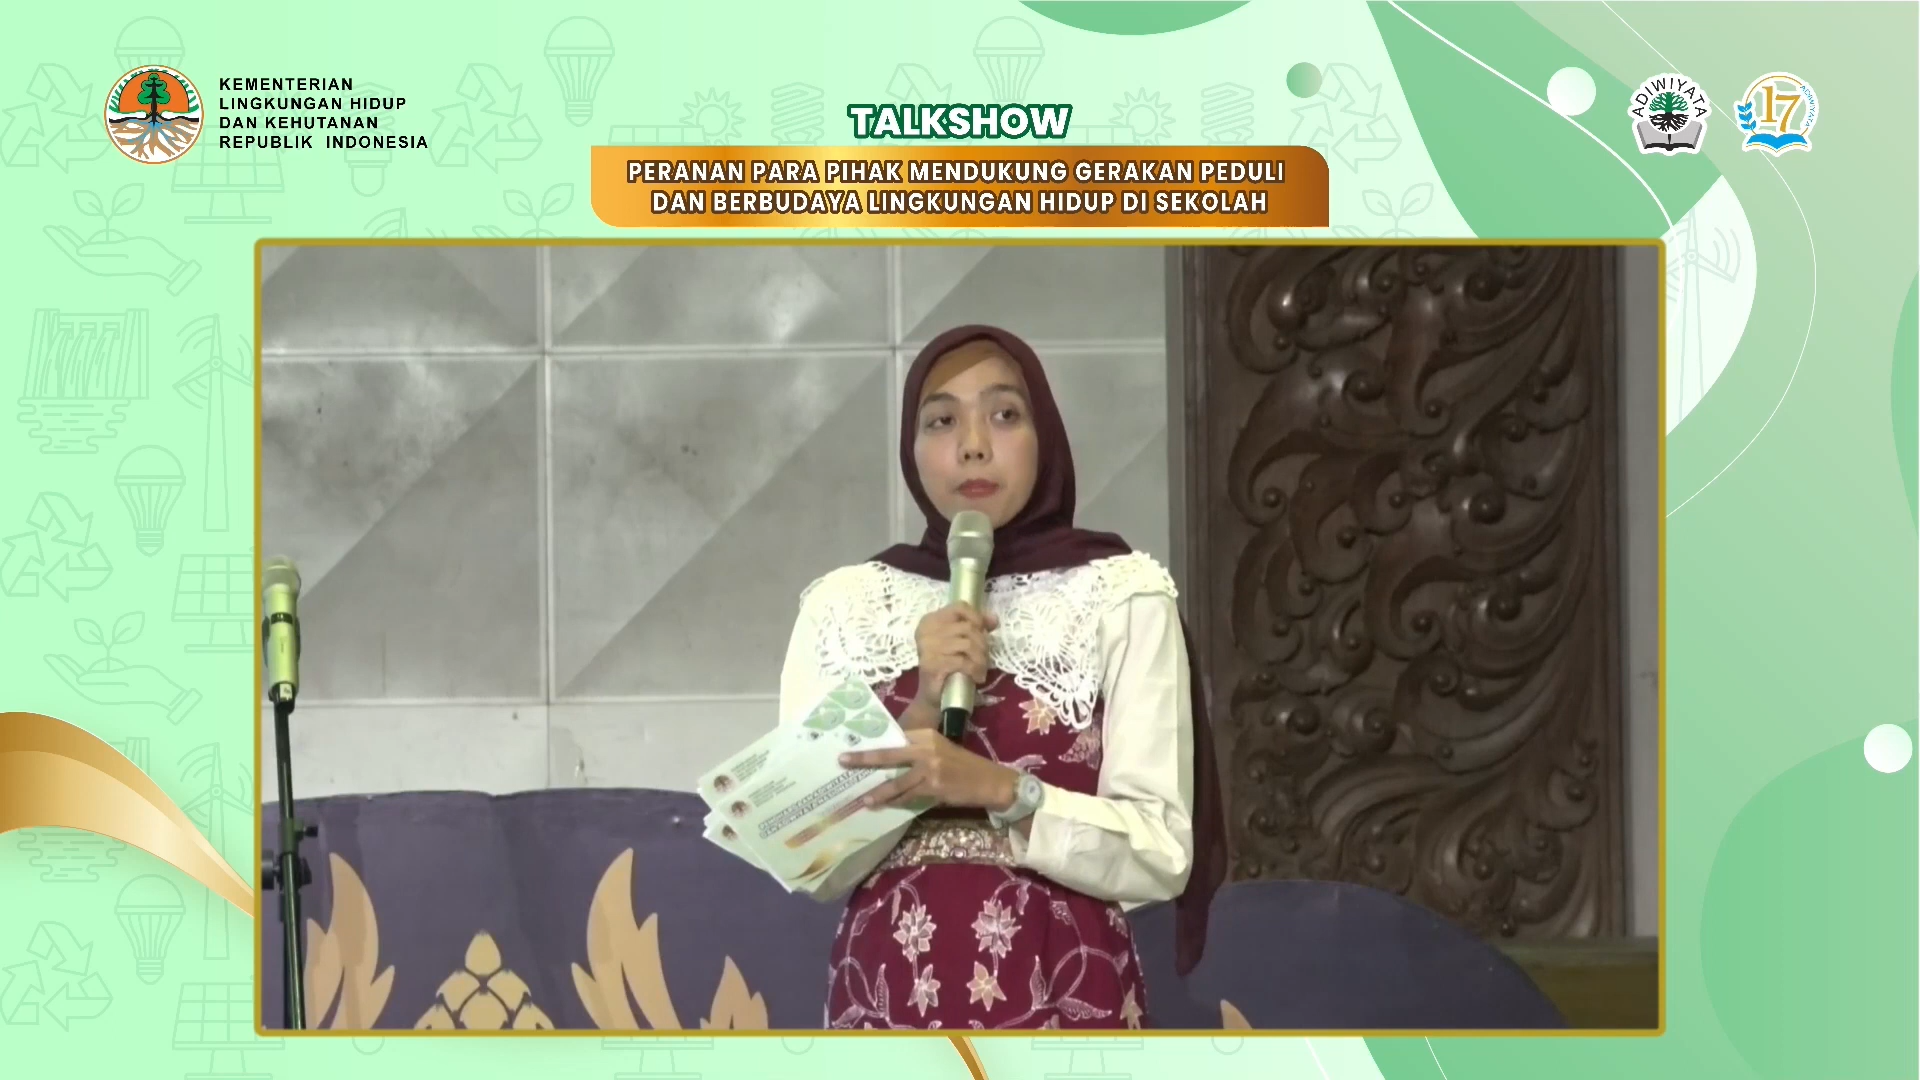 KEMENTERIAN
LINGKUNGAN HIDUP
DAN KEHUTANAN
REPUBLIK INDONESIA
TALKSHOW
PERANAN PARA PIHAK MENDUKUNG GERAKAN PEDULI
DAN BERBUDAYA LINGKUNGAN HIDUP DI SEKOLAH
ADIWIYATA
17
ADIWIYATA